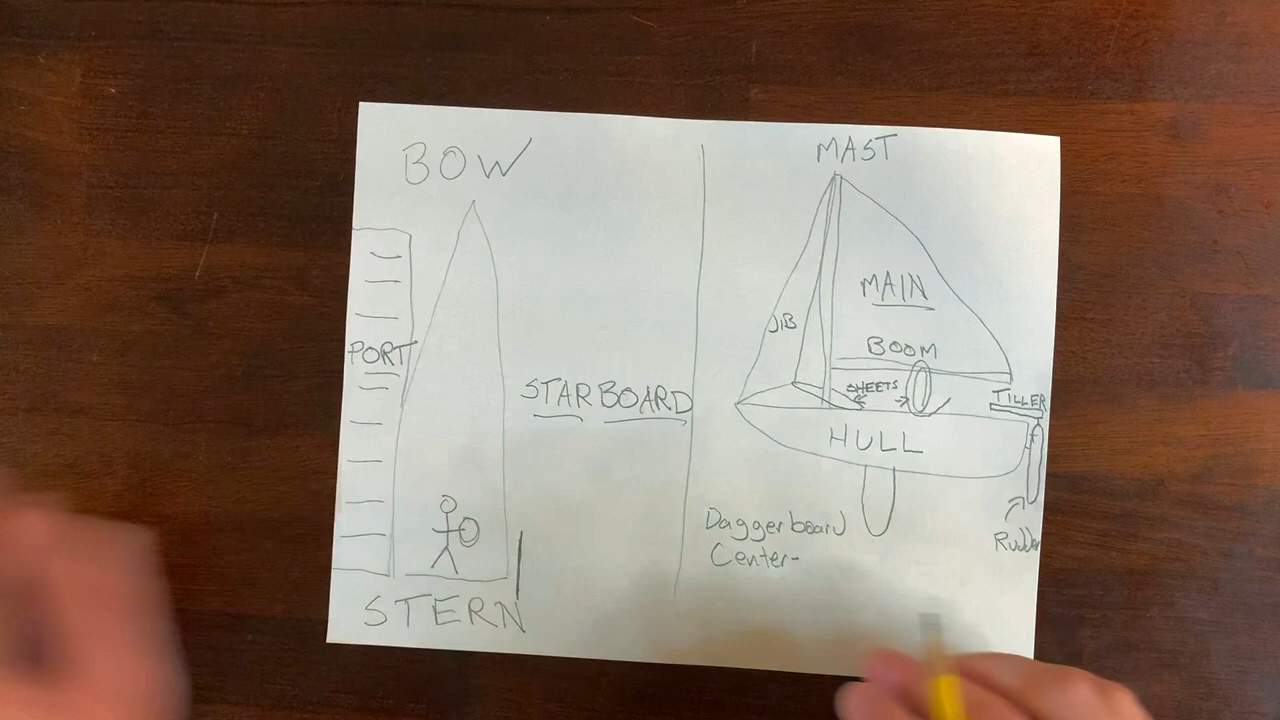 BOW
PORT
STARBOARD
STERN
MAST
MAIN
JIB
BOOM
SHEETS
TILLER
HULL
Daggerboard
Center-
Rudder